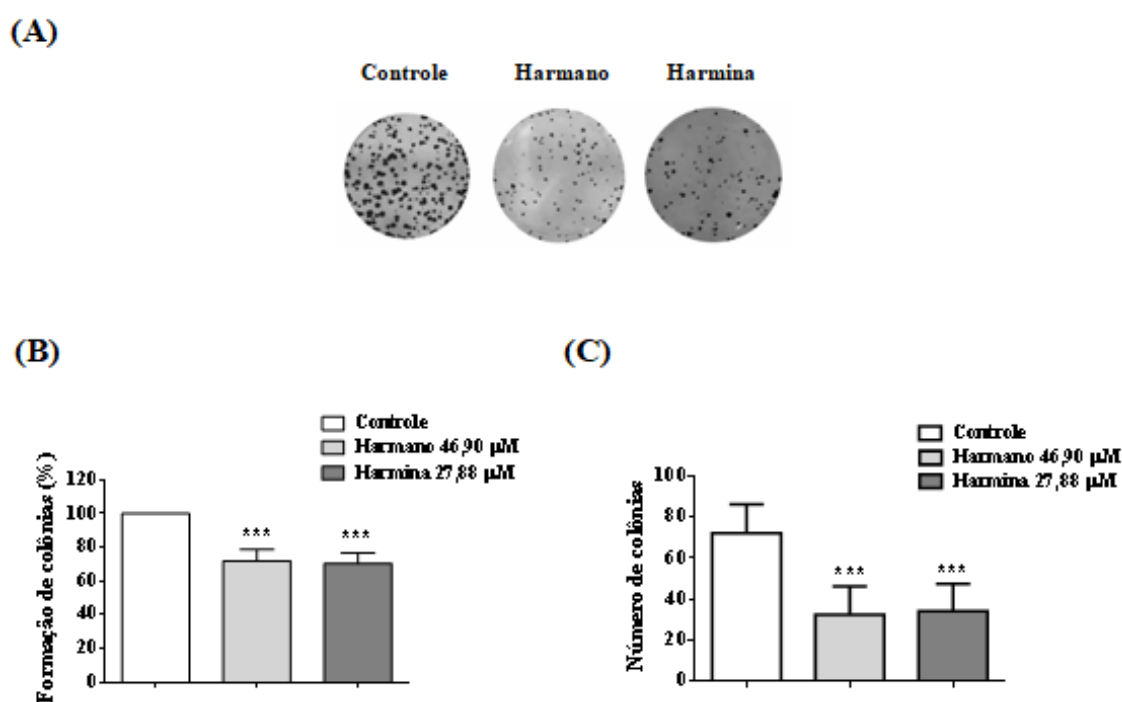 (A)
Controle Harmano Harmina
(B)
Controle
Harmano 46,90 µM
Harmina 27,88 µM
Formação de colônias (%)
120
100
80
60
40
20
0
*** ***
(C)
Controle
Harmano 46,90 µM
Harmina 27,88 µM
Número de colônias
100
80
60
40
20
0
*** ***